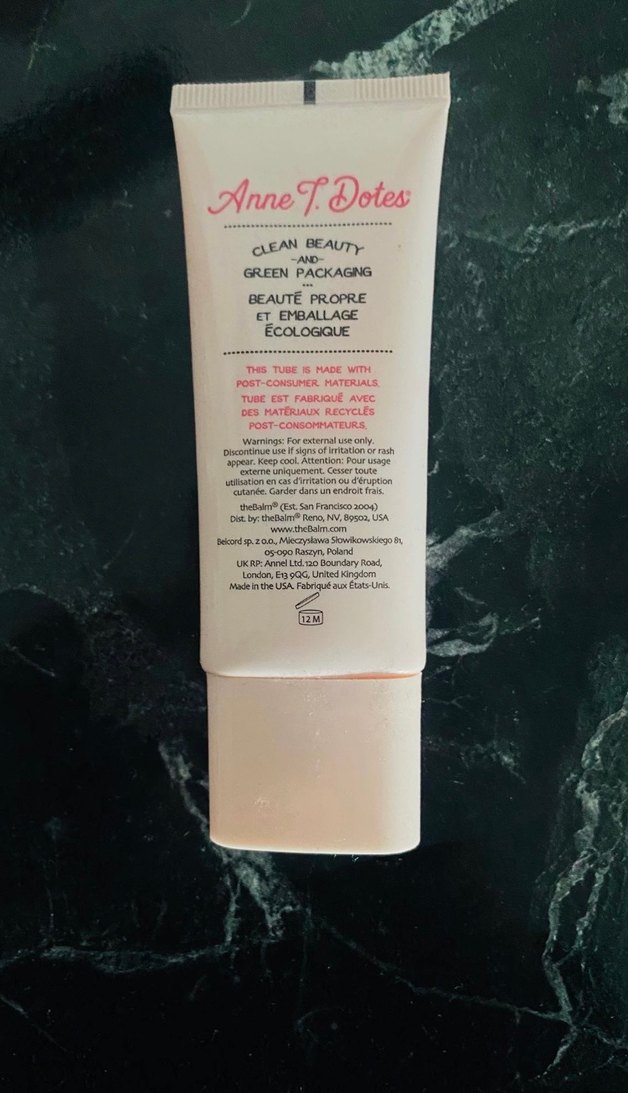 Anne T. Dotes®
CLEAN BEAUTY
-AND-
GREEN PACKAGING
...
BEAUTÉ PROPRE
ET EMBALLAGE
ÉCOLOGIQUE
THIS TUBE IS MADE WITH
POST-CONSUMER MATERIALS.
TUBE EST FABRIQUÉ AVEC
DES MATÉRIAUX RECYCLÉS
POST-CONSOMMATEURS.
Warnings: For external use only.
Discontinue use if signs of irritation or rash
appear. Keep cool. Attention: Pour usage
externe uniquement. Cesser toute
utilisation en cas d'irritation ou d'éruption
cutanée. Garder dans un endroit frais.
theBalm® (Est. San Francisco 2004)
Dist. by: theBalm® Reno, NV, 89502, USA
www.theBalm.com
Belcord sp. z o.o., Mieczysława Słowikowskiego 81,
05-090 Raszyn, Poland
UK RP: Annel Ltd. 120 Boundary Road,
London, E13 9QG, United Kingdom
Made in the USA. Fabriqué aux États-Unis.
12 M